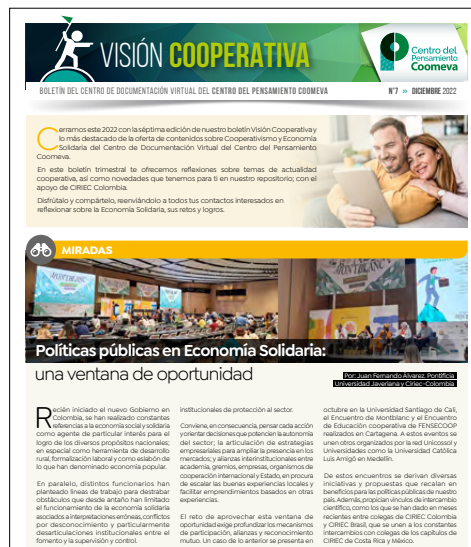 VISIÓN COOPERATIVA
Centro del
Pensamiento
Coomeva
BOLETÍN DEL CENTRO DE DOCUMENTACIÓN VIRTUAL DEL CENTRO DEL PENSAMIENTO COOMEVA
N°7 » DICIEMBRE 2022
Cerramos este 2022 con la séptima edición de nuestro boletín Visión Cooperativa y
lo más destacado de la oferta de contenidos sobre Cooperativismo y Economía
Solidaria del Centro de Documentación Virtual del Centro del Pensamiento
Coomeva.
En este boletín trimestral te ofrecemos reflexiones sobre temas de actualidad
cooperativa, así como novedades que tenemos para ti en nuestro repositorio; con el
apoyo de CIRIEC Colombia.
Disfrútalo y compártelo, reenviándolo a todos tus contactos interesados en
reflexionar sobre la Economía Solidaria, sus retos y logros.
MIRADAS
Políticas públicas en Economía Solidaria:
una ventana de oportunidad
Por: Juan Fernando Álvarez. Pontificia
Universidad Javeriana y Ciriec-Colombia
Recién iniciado el nuevo Gobierno en
Colombia, se han realizado constantes
referencias a la economía social y solidaria
como agente de particular interés para el
logro de los diversos propósitos nacionales;
en especial como herramienta de desarrollo
rural, formalización laboral y como eslabón de
lo que han denominado economía popular.
En paralelo, distintos funcionarios han
planteado líneas de trabajo para destrabar
obstáculos que desde antaño han limitado
el funcionamiento de la economía solidaria
asociados a interpretaciones erróneas, conflictos
por desconocimiento y particularmente
desarticulaciones institucionales entre el
fomento y la supervisión y control.
institucionales de protección al sector.
Conviene, en consecuencia, pensar cada acción
y orientar decisiones que potencien la autonomía
del sector; la articulación de estrategias
empresariales para ampliar la presencia en los
mercados; y alianzas interinstitucionales entre
academia, gremios, empresas, organismos de
cooperación internacional y Estado, en procura
de escalar las buenas experiencias locales y
facilitar emprendimientos basados en otras
experiencias.
El reto de aprovechar esta ventana de
oportunidad exige profundizar los mecanismos
de participación, alianzas y reconocimiento
mutuo. Un caso de lo anterior se presenta en
octubre en la Universidad Santiago de Cali,
el Encuentro de Montblanc y el Encuentro
de Educación cooperativa de FENSECOOP
realizados en Cartagena. A estos eventos se
unen otros organizados por la red Unicossol y
Universidades como la Universidad Católica
Luis Amigó en Medellín.
De estos encuentros se derivan diversas
iniciativas y propuestas que recalan en
beneficios para las políticas públicas de nuestro
país. Además, propician vínculos de intercambio
científico, como los que se han dado en meses
recientes entre colegas de CIRIEC Colombia
y CIRIEC Brasil, que se unen a los constantes
intercambios con colegas de los capítulos de
CIRIEC de Costa Rica y México.